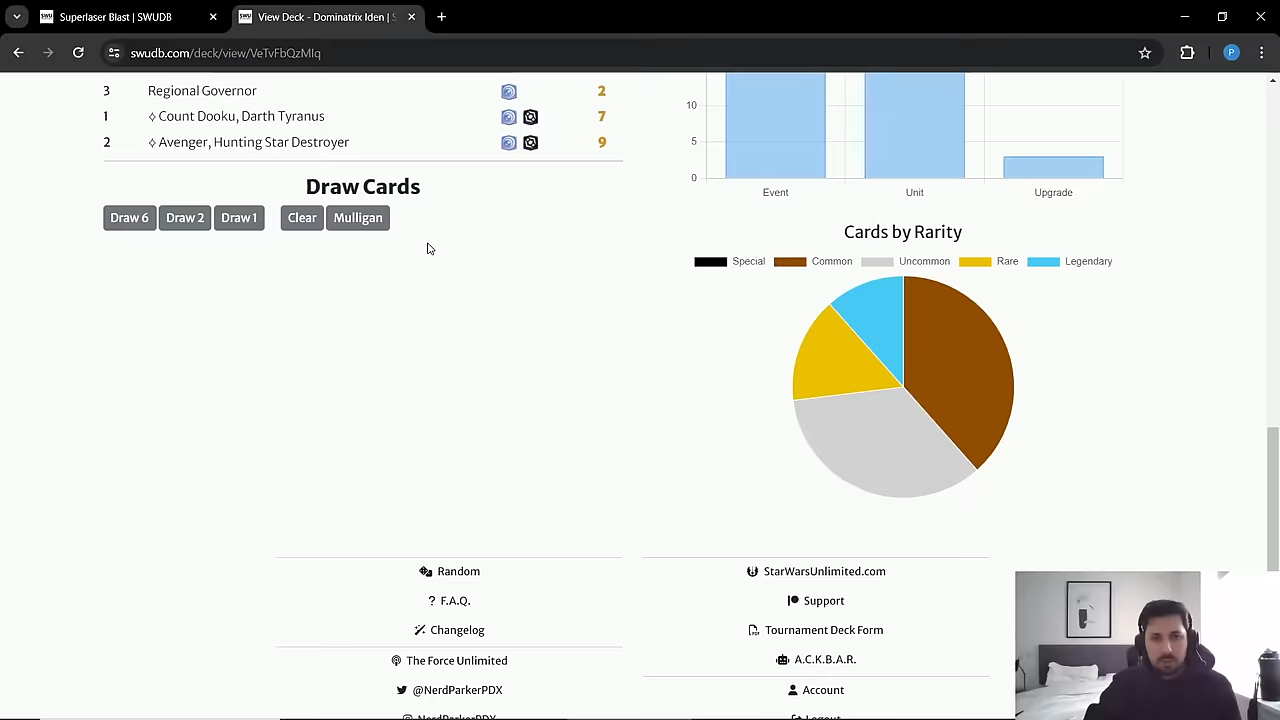 Superlaser Blast | SWUDB
View Deck - Dominatrix Iden | S
swudb.com/deck/view/VeTvFbQzMIq
P
3 Regional Governor 2
1 Count Dooku, Darth Tyranus 7
2 Avenger, Hunting Star Destroyer 9
Draw Cards
Draw 6 Draw 2 Draw 1 Clear Mulligan
10
5
0
Event Unit Upgrade
Cards by Rarity
Special Common Uncommon Rare Legendary
Random
? F.A.Q.
Changelog
The Force Unlimited
@NerdParkerPDX
NerdParkerPDX
StarWarsUnlimited.com
Support
Tournament Deck Form
A.C.K.B.A.R.
Account
Logout